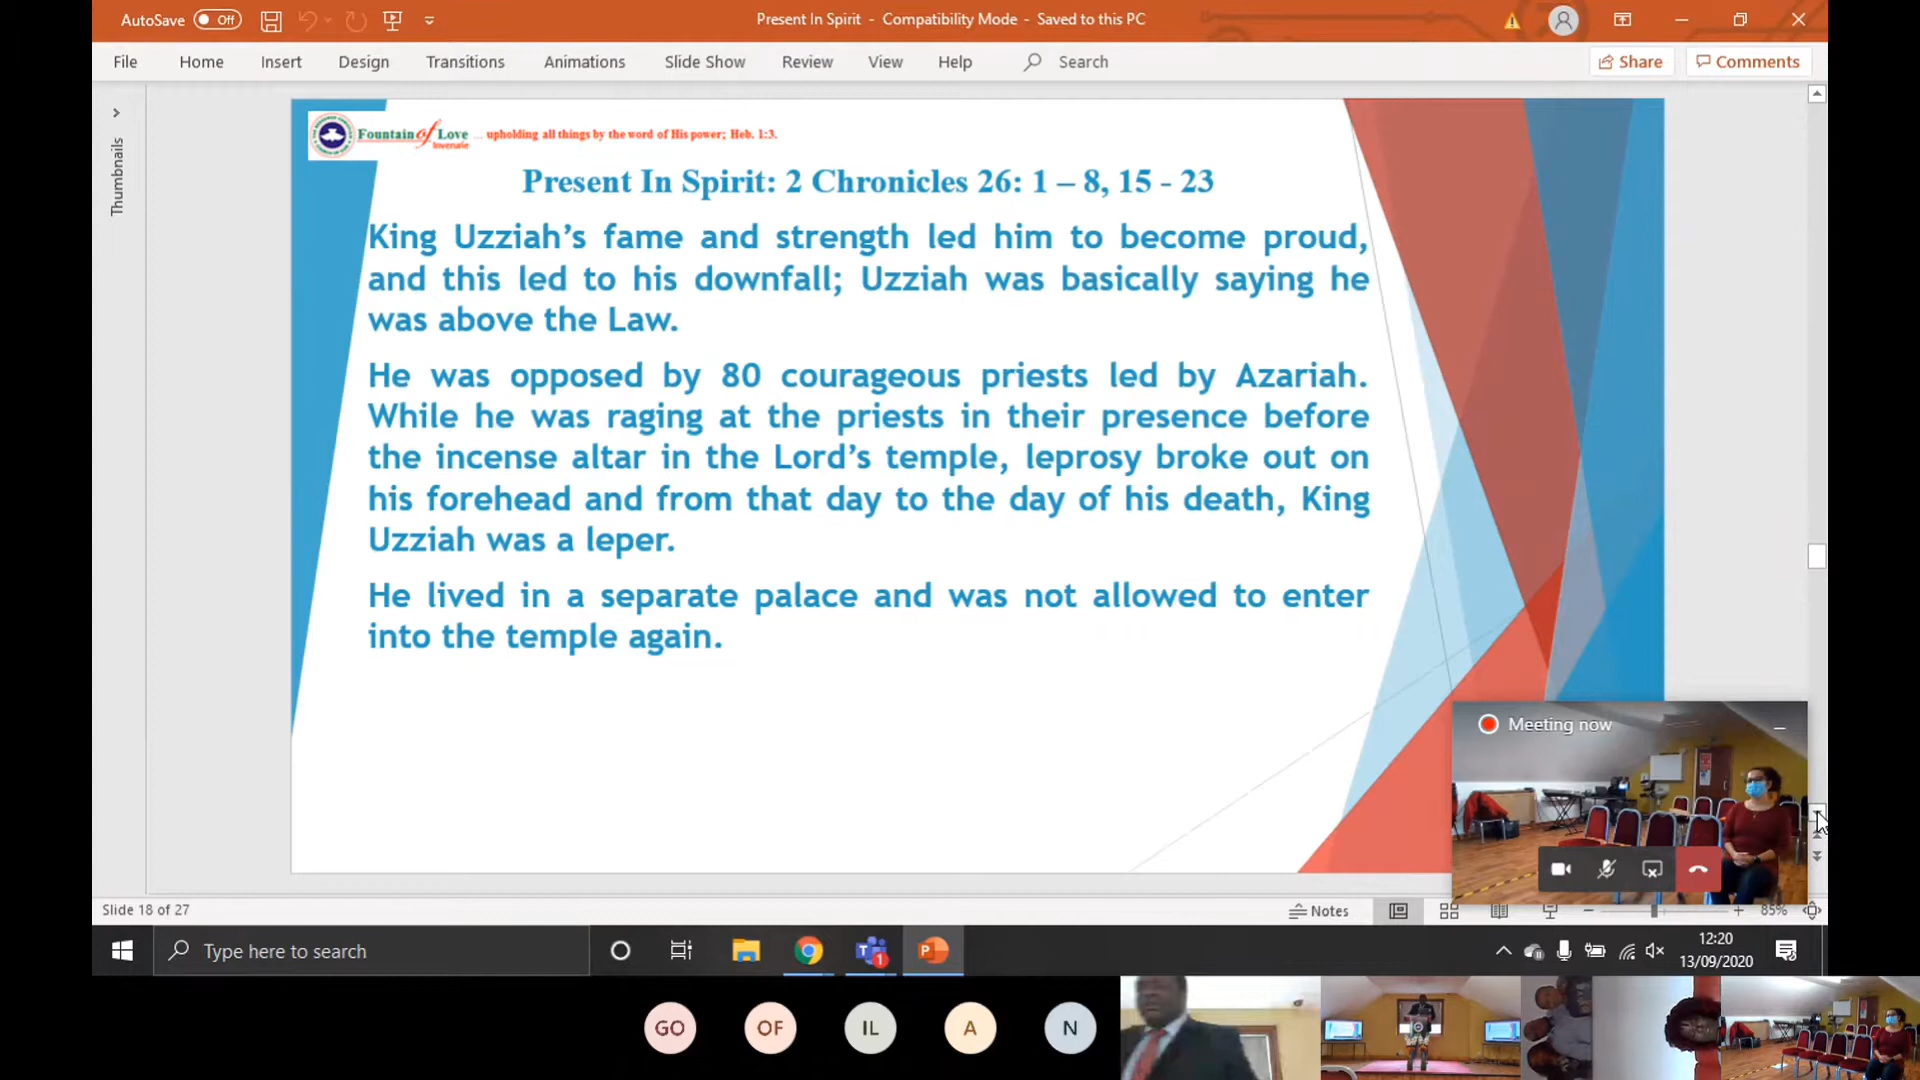 AutoSave Off Present In Spirit - Compatibility Mode - Saved to this PC
File Home Insert Design Transitions Animations Slide Show Review View Help Search Share Comments
Thumbnails
Fountain of Love ... upholding all things by the word of His power; Heb. 1:3.
Inverurie
Present In Spirit: 2 Chronicles 26: 1 – 8, 15 - 23
King Uzziah’s fame and strength led him to become proud,
and this led to his downfall; Uzziah was basically saying he
was above the Law.
He was opposed by 80 courageous priests led by Azariah.
While he was raging at the priests in their presence before
the incense altar in the Lord’s temple, leprosy broke out on
his forehead and from that day to the day of his death, King
Uzziah was a leper.
He lived in a separate palace and was not allowed to enter
into the temple again.
Meeting now
Slide 18 of 27 Notes 85%
Type here to search
1
12:20
13/09/2020
GO OF IL A N